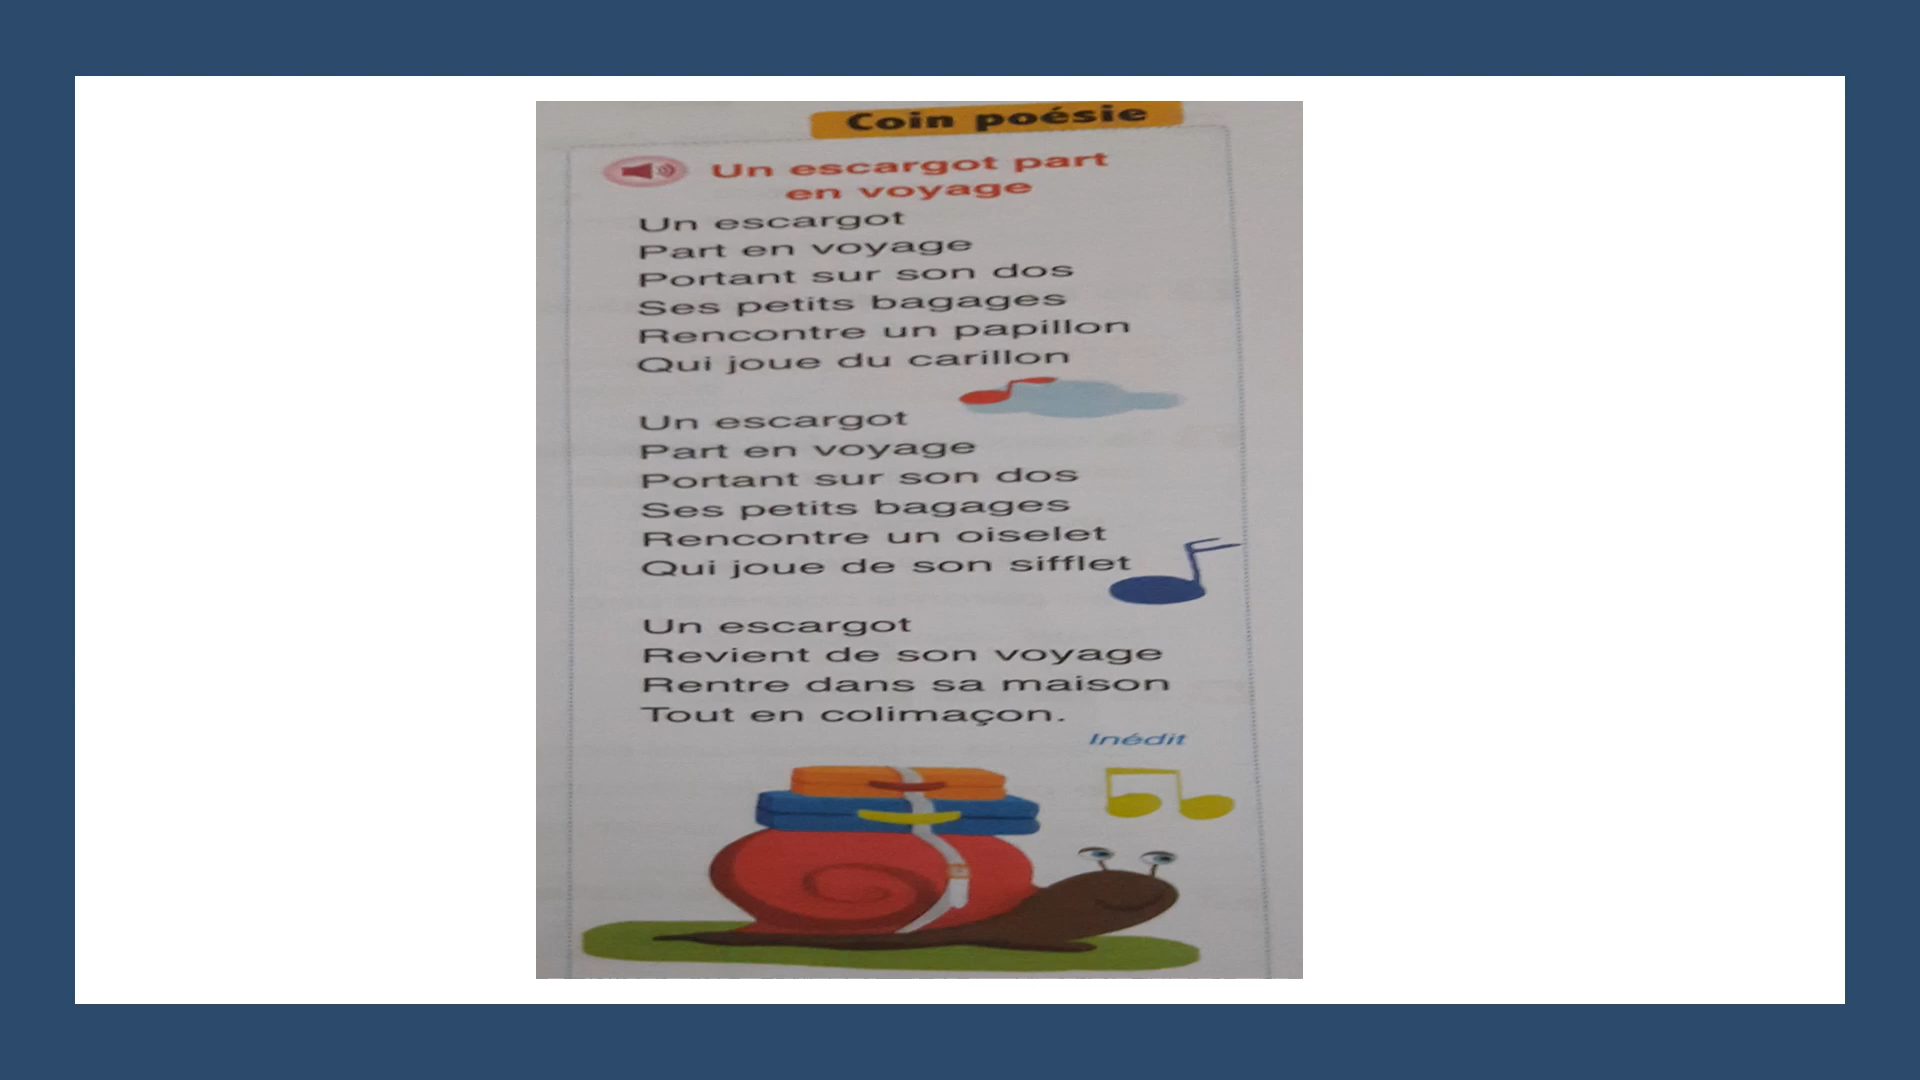 Coin poésie
Un escargot part
en voyage
Un escargot
Part en voyage
Portant sur son dos
Ses petits bagages
Rencontre un papillon
Qui joue du carillon
Un escargot
Part en voyage
Portant sur son dos
Ses petits bagages
Rencontre un oiselet
Qui joue de son sifflet
Un escargot
Revient de son voyage
Rentre dans sa maison
Tout en colimaçon.
Inédit